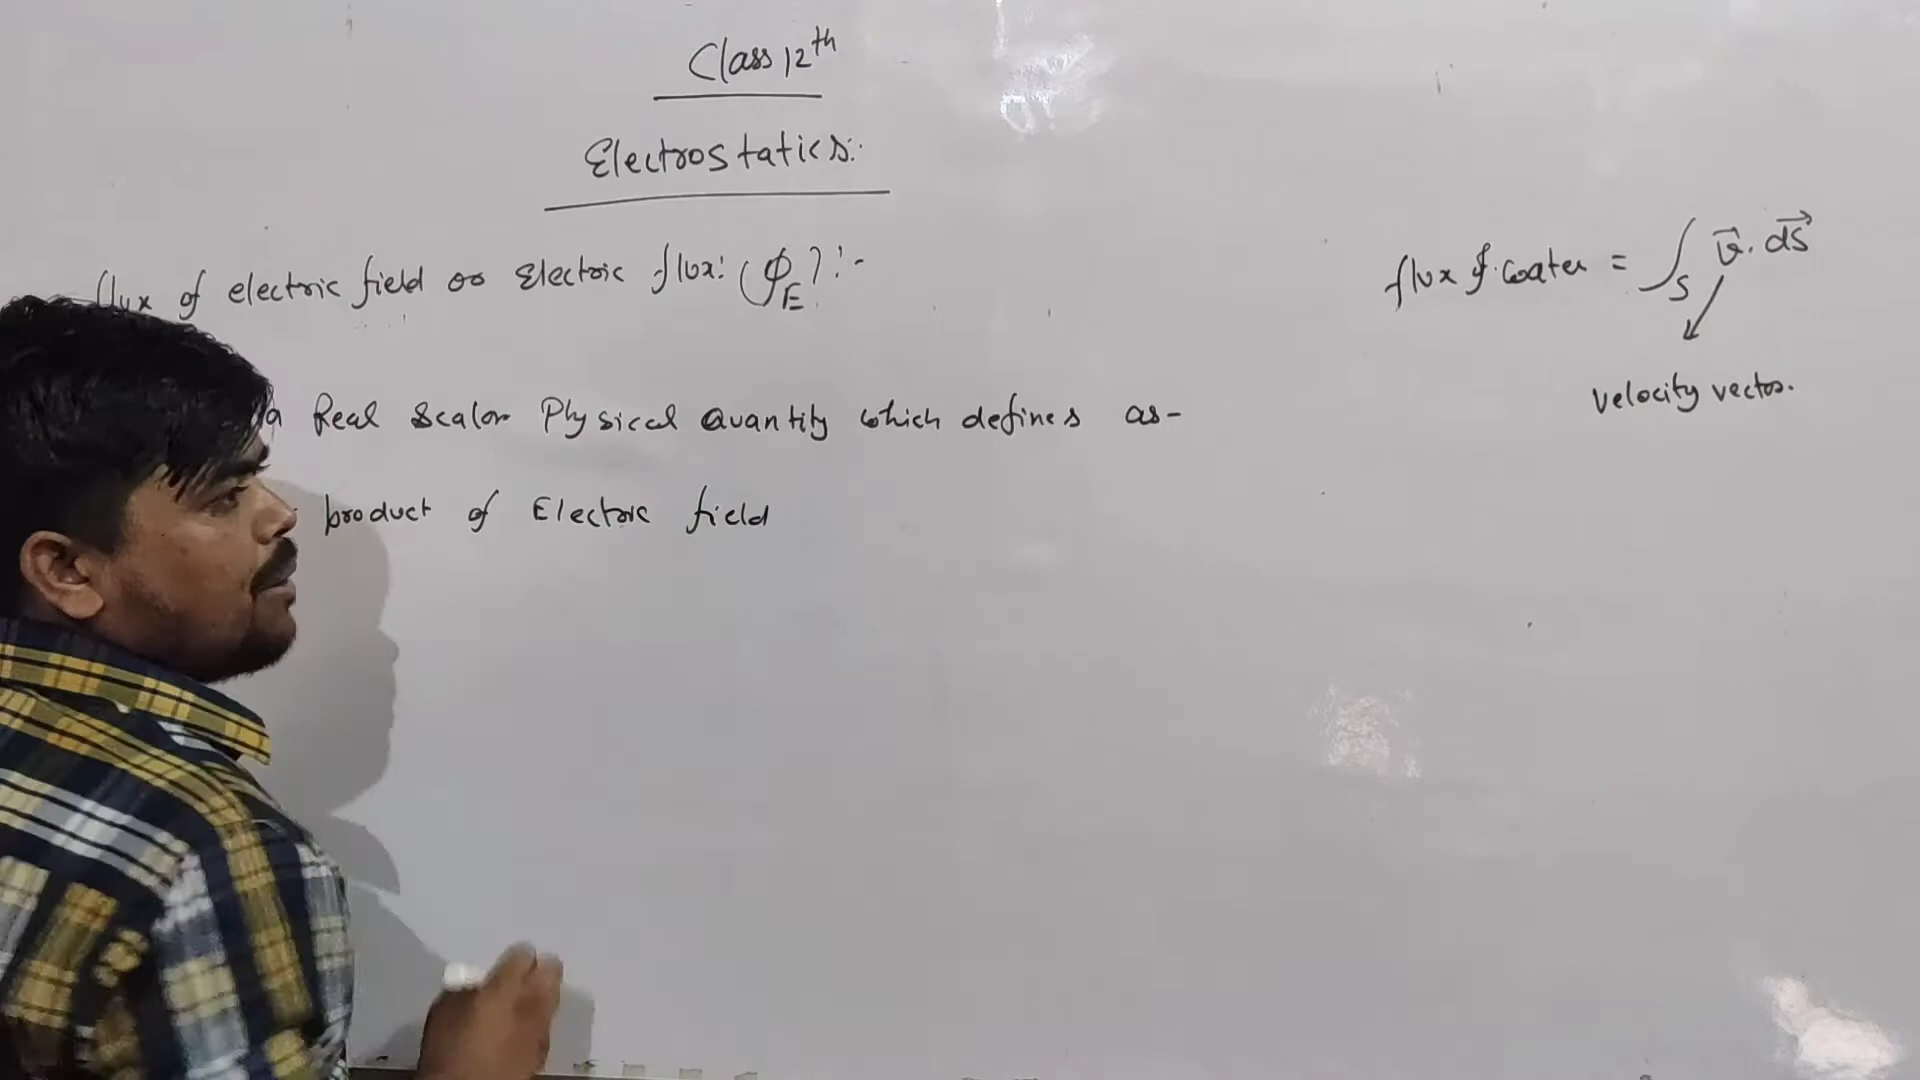 Class 12th
Electrostatics:
flux of electric field or Electric flux: (ϕE):-
a Real Scalar Physical Quantity which defines as-
product of Electric field
flux of water = ∫S v⃗. dS⃗
velocity vector.